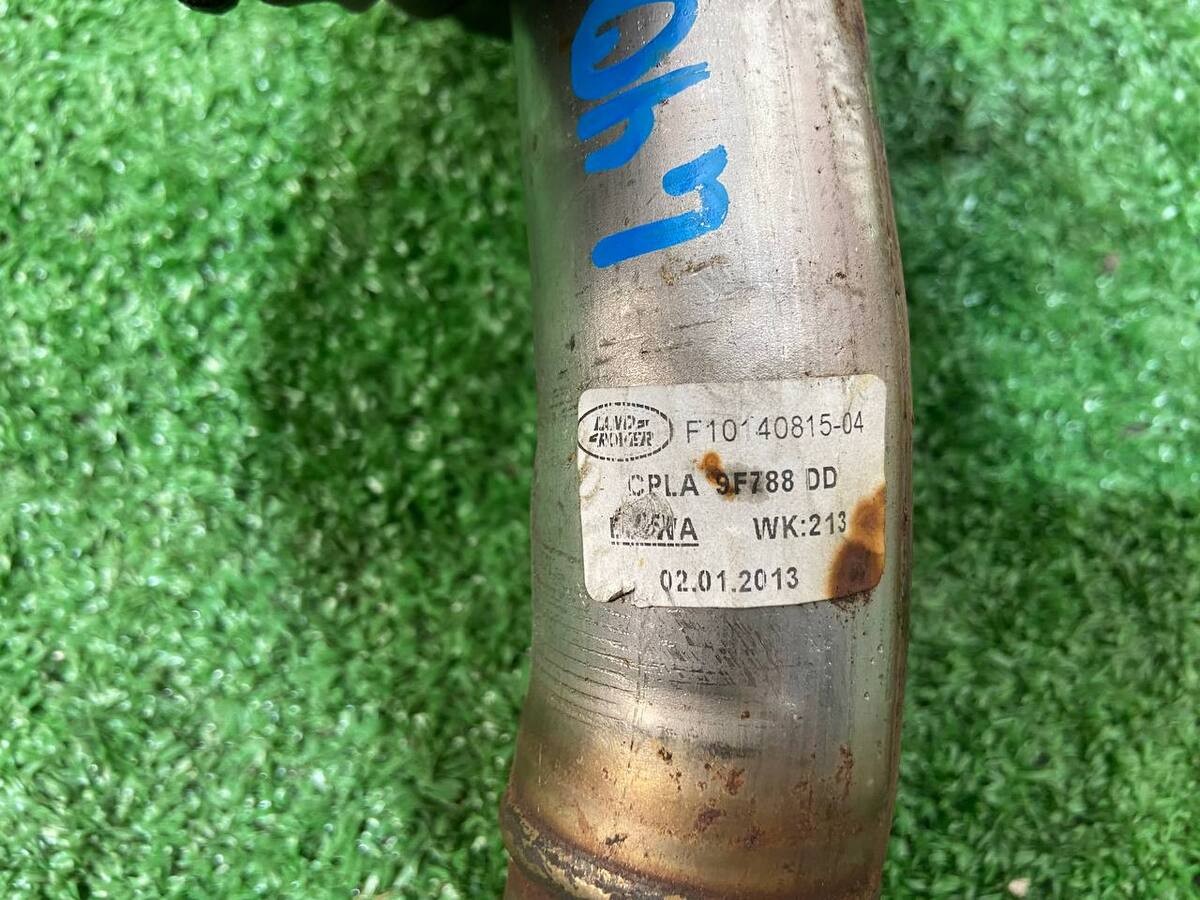 LAND
ROVER
F10140815-04
CPLA 9F788 DD
WK:213
02.01.2013